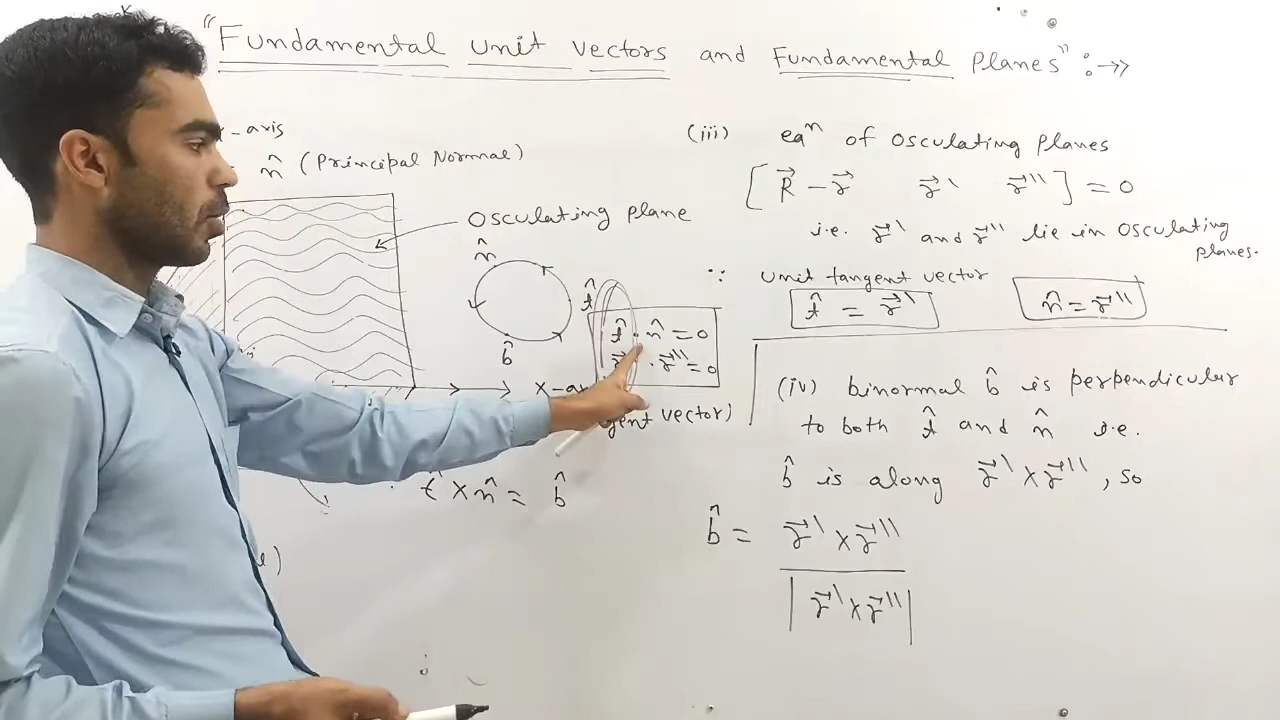 "Fundamental unit vectors and Fundamental Planes" :→>
- axis
n̂ (Principal Normal)
Osculating plane
n̂
t̂
b̂
t̂ · n̂ = 0
· r⃗'' = 0
X-a
gent vector)
t̂ × n̂ = b̂
(iii) eqⁿ of osculating planes
[R⃗ - r⃗ r⃗' r⃗''] = 0
i.e. r⃗' and r⃗'' lie in osculating
planes.
∵ unit tangent vector
t̂ = r⃗' n̂ = r⃗''
(iv) binormal b̂ is perpendicular
to both t̂ and n̂ i.e.
b̂ is along r⃗' × r⃗'', so
b̂ = r⃗' × r⃗''
|r⃗' × r⃗''|